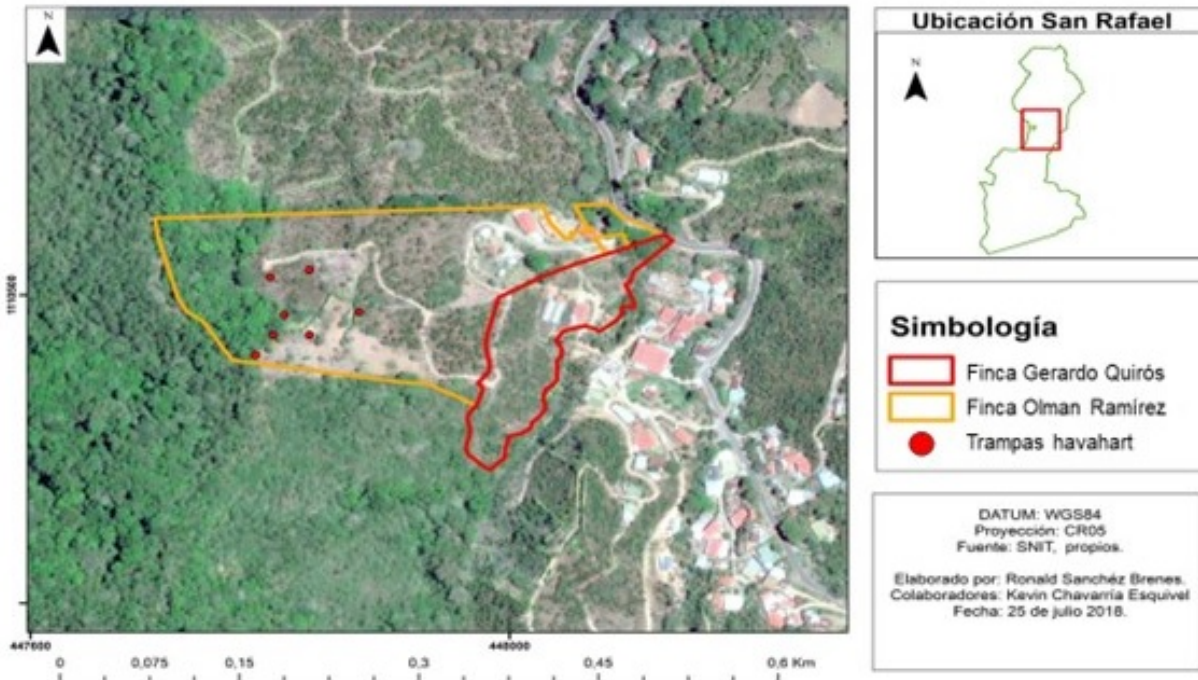 N
1110500
447600
448000
0 0,075 0,15 0,3 0,45 0,6 Km
Ubicación San Rafael
N
Simbología
Finca Gerardo Quirós
Finca Olman Ramírez
Trampas havahart
DATUM: WGS84
Proyección: CR05
Fuente: SNIT, propios.
Elaborado por: Ronald Sanchéz Brenes.
Colaboradores: Kevin Chavarría Esquivel
Fecha: 25 de julio 2018.